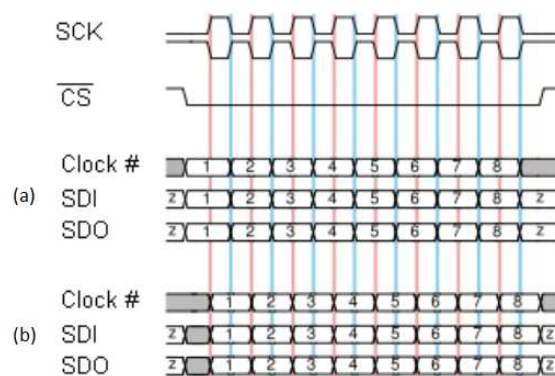 SCK
CS
Clock # 1 2 3 4 5 6 7 8
(a) SDI z 1 2 3 4 5 6 7 8 z
SDO z 1 2 3 4 5 6 7 8 z
Clock # 1 2 3 4 5 6 7 8
(b) SDI z 1 2 3 4 5 6 7 8 z
SDO z 1 2 3 4 5 6 7 8 z